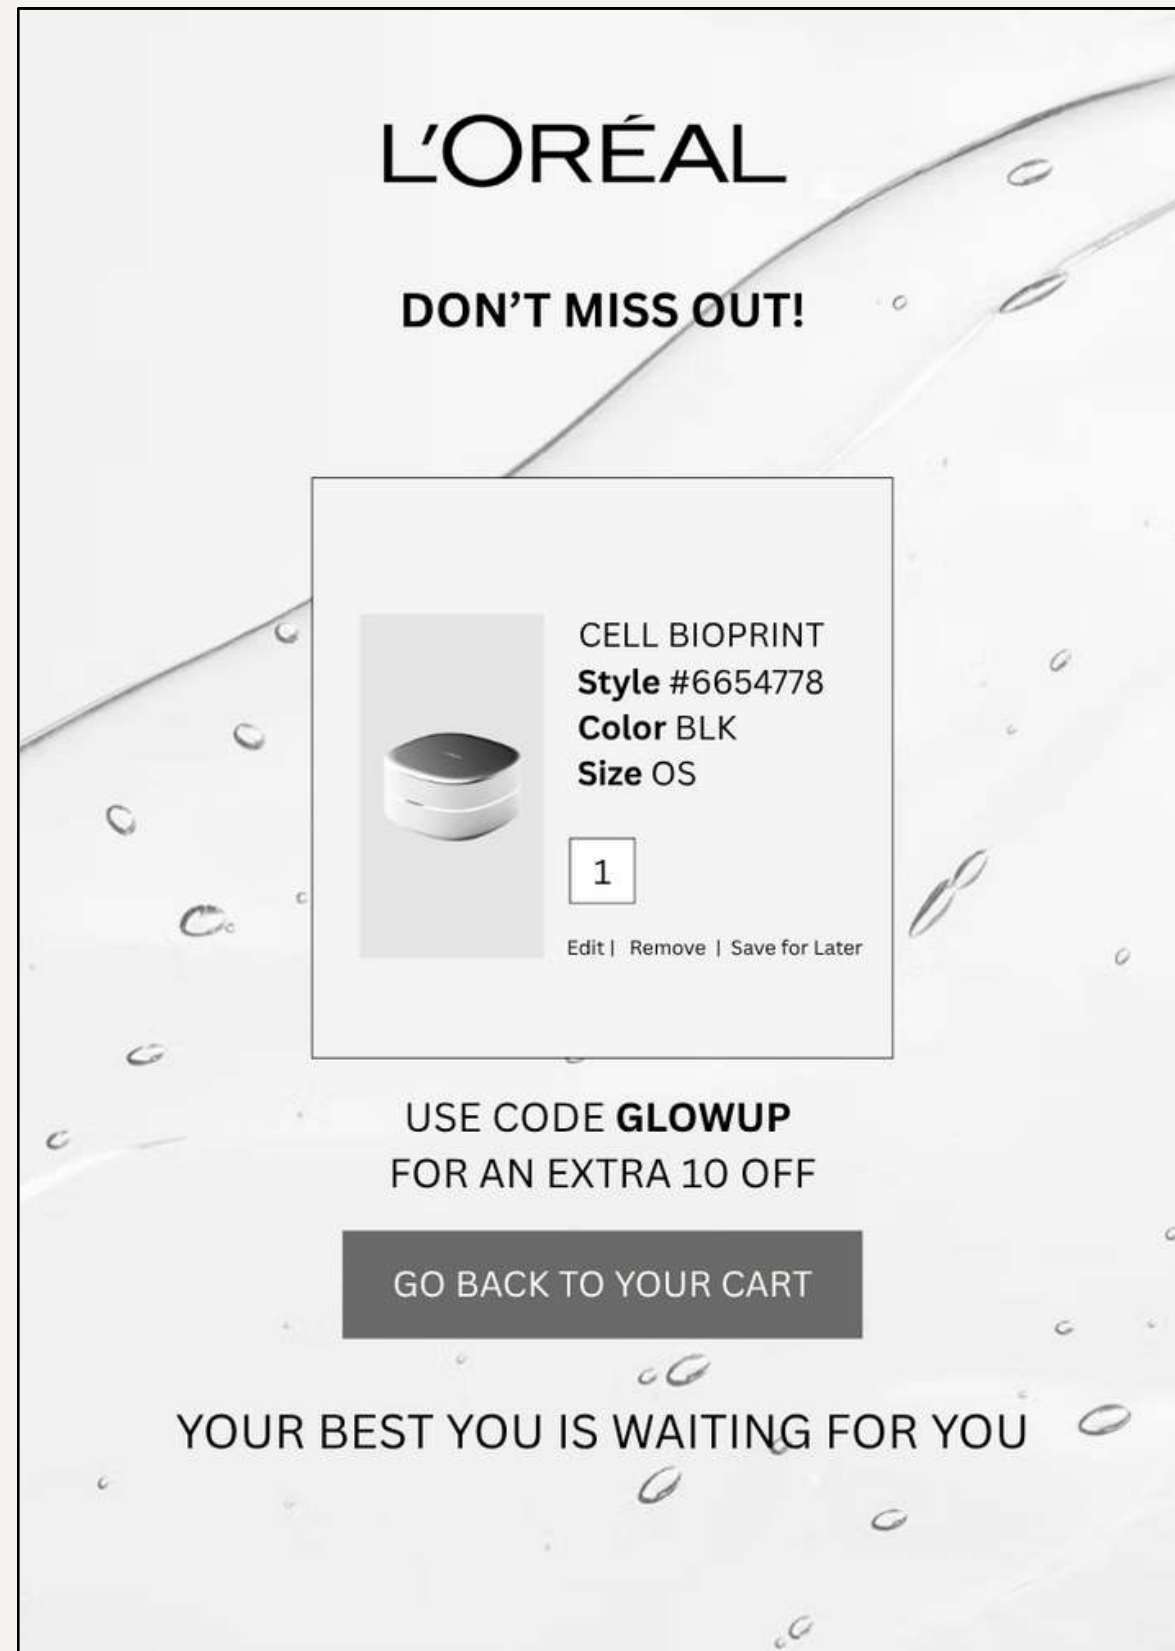 L'ORÉAL
DON'T MISS OUT!
CELL BIOPRINT
Style #6654778
Color BLK
Size OS
1
Edit | Remove | Save for Later
USE CODE GLOWUP
FOR AN EXTRA 10 OFF
GO BACK TO YOUR CART
YOUR BEST YOU IS WAITING FOR YOU